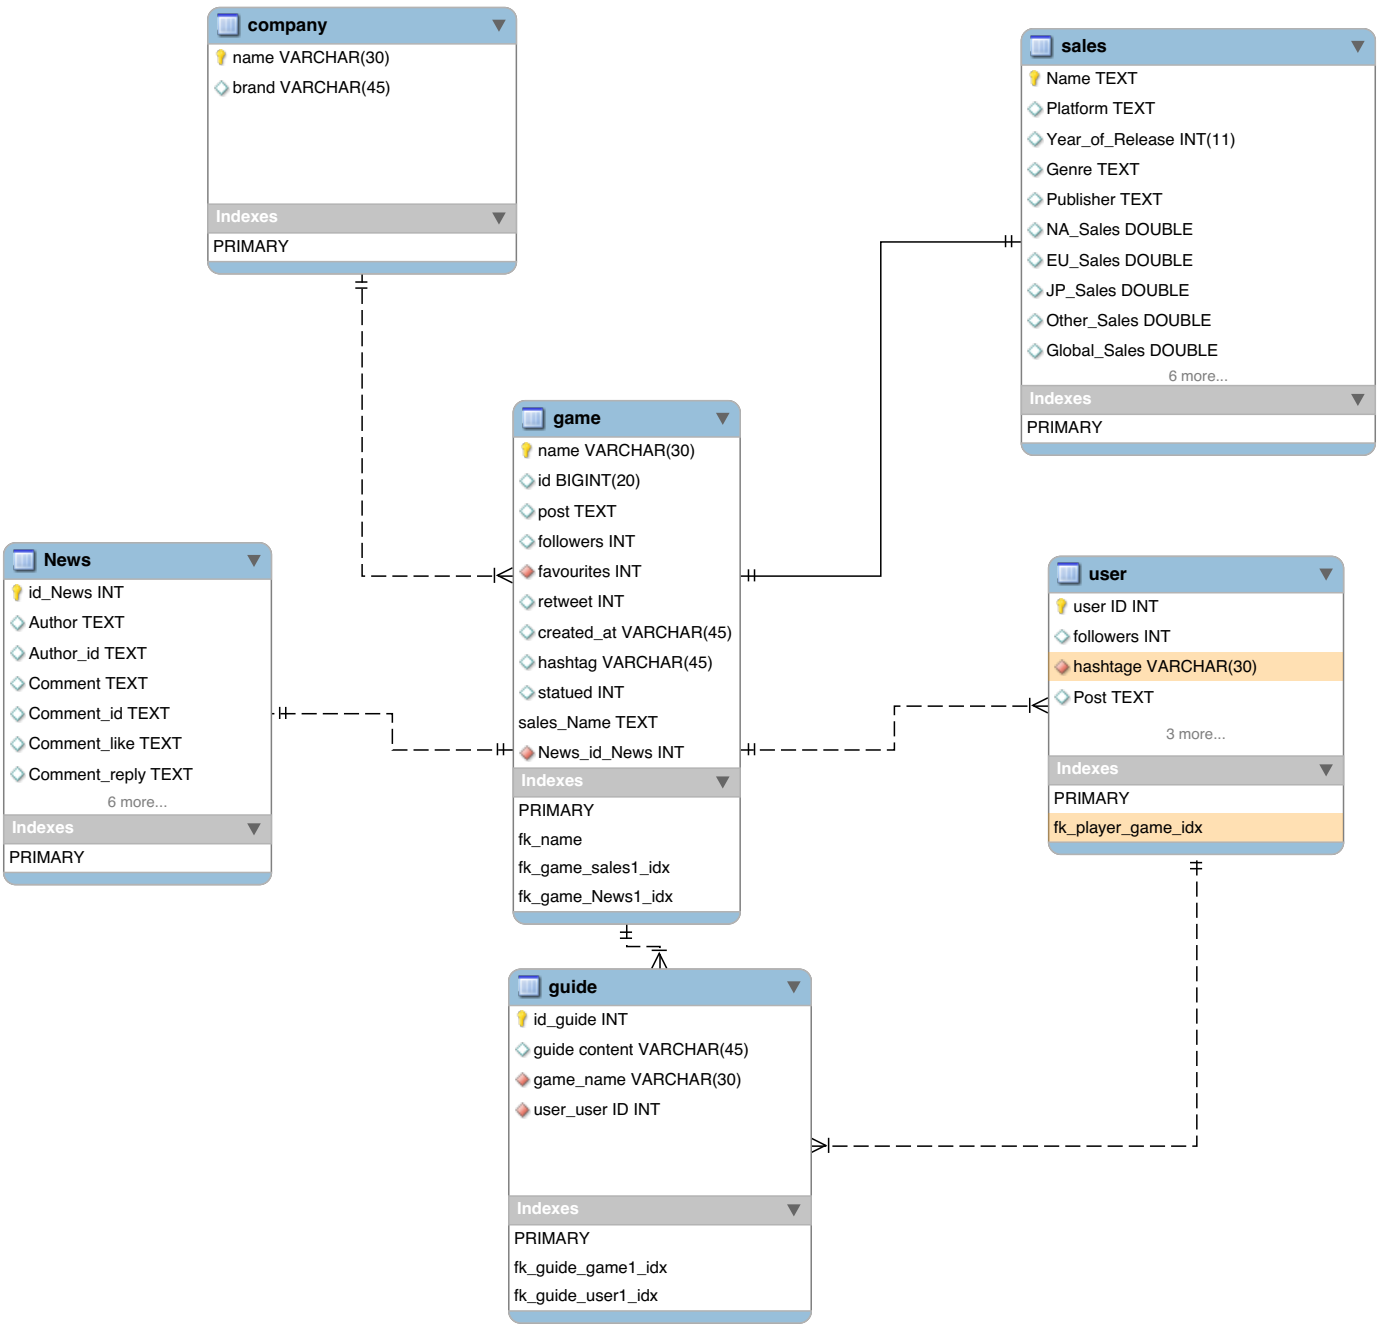 company
name VARCHAR(30)
brand VARCHAR(45)
Indexes
PRIMARY
sales
Name TEXT
Platform TEXT
Year_of_Release INT(11)
Genre TEXT
Publisher TEXT
NA_Sales DOUBLE
EU_Sales DOUBLE
JP_Sales DOUBLE
Other_Sales DOUBLE
Global_Sales DOUBLE
6 more...
Indexes
PRIMARY
game
name VARCHAR(30)
id BIGINT(20)
post TEXT
followers INT
favourites INT
retweet INT
created_at VARCHAR(45)
hashtag VARCHAR(45)
statued INT
sales_Name TEXT
News_id_News INT
Indexes
PRIMARY
fk_name
fk_game_sales1_idx
fk_game_News1_idx
News
id_News INT
Author TEXT
Author_id TEXT
Comment TEXT
Comment_id TEXT
Comment_like TEXT
Comment_reply TEXT
6 more...
Indexes
PRIMARY
user
user ID INT
followers INT
hashtage VARCHAR(30)
Post TEXT
3 more...
Indexes
PRIMARY
fk_player_game_idx
guide
id_guide INT
guide content VARCHAR(45)
game_name VARCHAR(30)
user_user ID INT
Indexes
PRIMARY
fk_guide_game1_idx
fk_guide_user1_idx